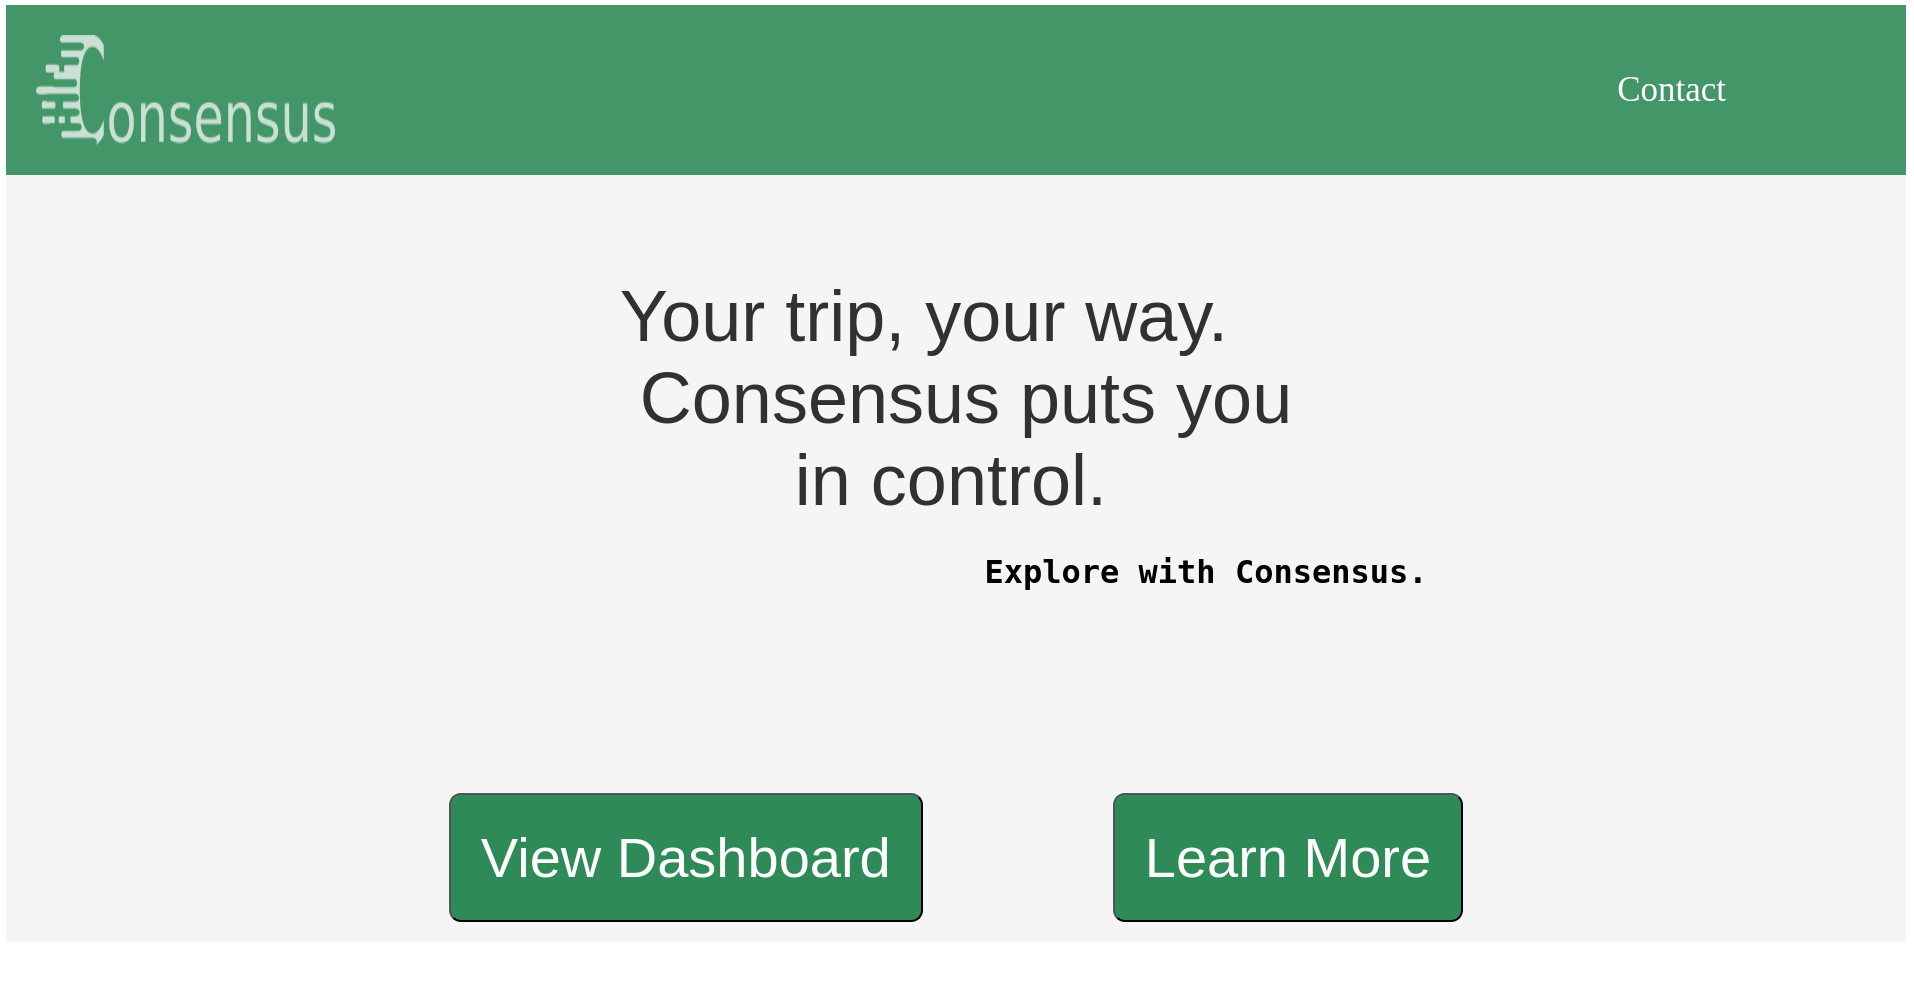 Consensus
Contact
Your trip, your way.
Consensus puts you
in control.
Explore with Consensus.
View Dashboard
Learn More